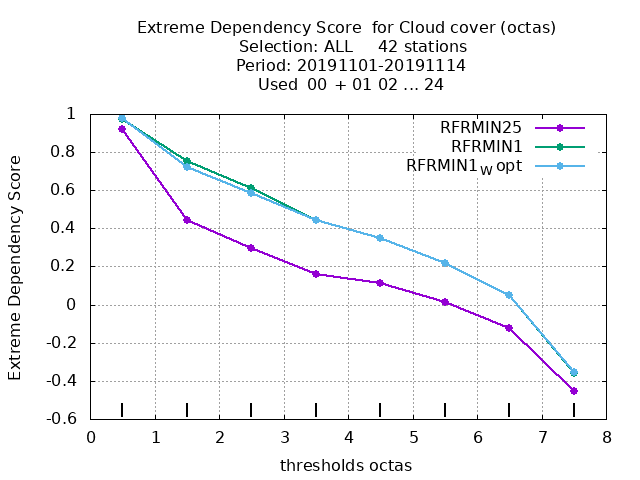 Extreme Dependency Score  for Cloud cover (octas)
Selection: ALL     42 stations
Period: 20191101-20191114
Used  00  + 01 02 ... 24
RFRMIN25
RFRMIN1
RFRMIN1w opt
Extreme Dependency Score
1
0.8
0.6
0.4
0.2
0
-0.2
-0.4
-0.6
0 1 2 3 4 5 6 7 8
thresholds octas